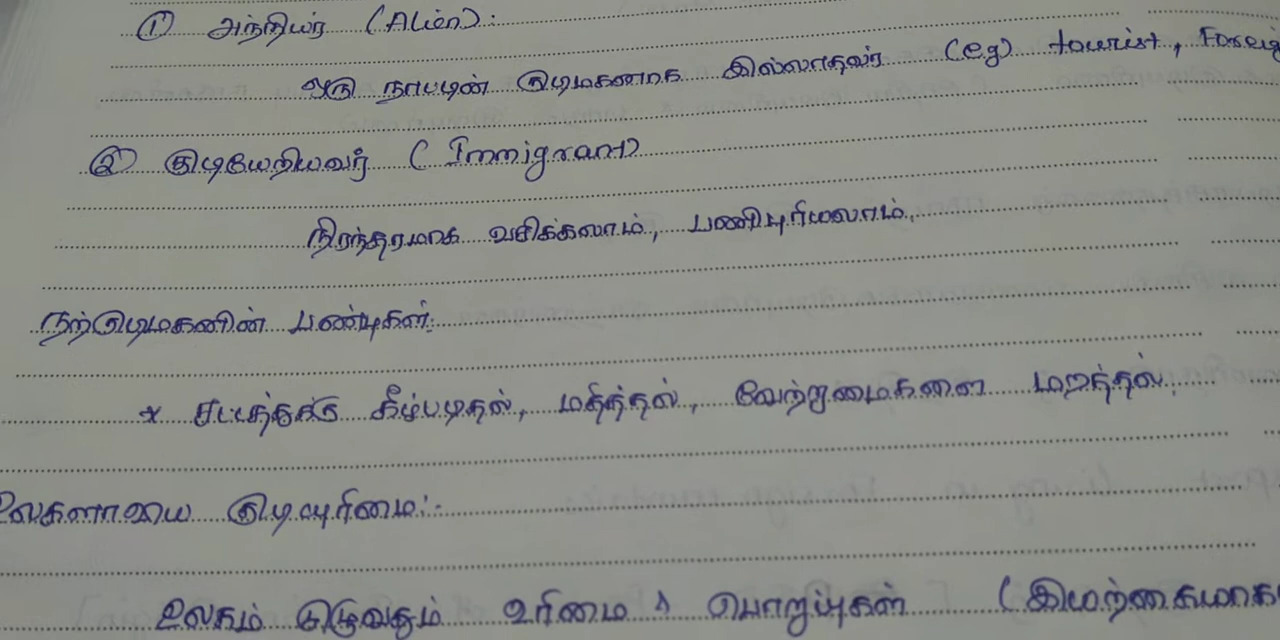 ① அந்நியர் (Alien):
ஒரு நாட்டின் குடிமகனாக இல்லாதவர் (e.g) tourist, Foreig
② குடியேறியவர் (Immigrant)
நிரந்தரமாக வசிக்கலாம், பணிபுரியலாம்.
நற்குடிமகனின் பண்புகள்:
* சட்டத்துக்கு கீழ்படிதல், மதித்தல், வேற்றுமைகளை மறத்தல்.
உலகளாவிய குடியுரிமை:-
உலகம் முழுவதும் உரிமை & பொறுப்புகள் (இயற்கையாக